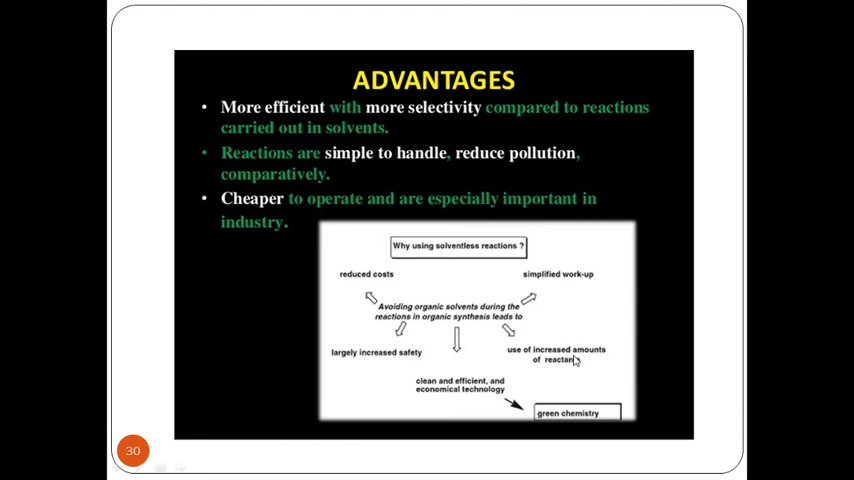 ADVANTAGES
• More efficient with more selectivity compared to reactions
carried out in solvents.
• Reactions are simple to handle, reduce pollution,
comparatively.
• Cheaper to operate and are especially important in
industry.
Why using solventless reactions ?
reduced costs
simplified work-up
Avoiding organic solvents during the
reactions in organic synthesis leads to
largely increased safety
use of increased amounts
of reactants
clean and efficient, and
economical technology
green chemistry
30